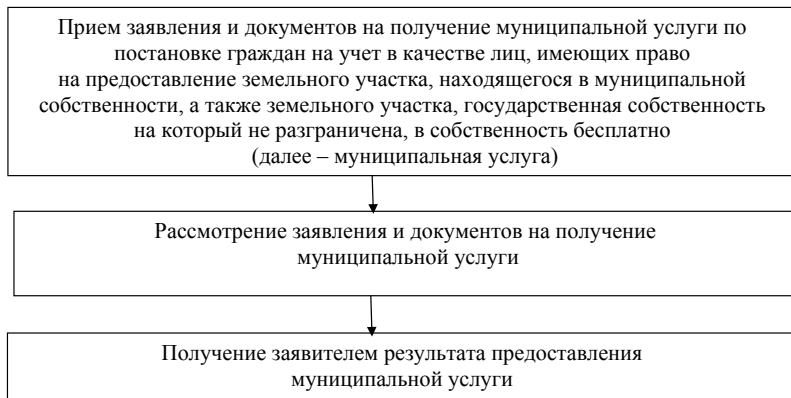 Прием заявления и документов на получение муниципальной услуги по
постановке граждан на учет в качестве лиц, имеющих право
на предоставление земельного участка, находящегося в муниципальной
собственности, а также земельного участка, государственная собственность
на который не разграничена, в собственность бесплатно
(далее – муниципальная услуга)
Рассмотрение заявления и документов на получение
муниципальной услуги
Получение заявителем результата предоставления
муниципальной услуги